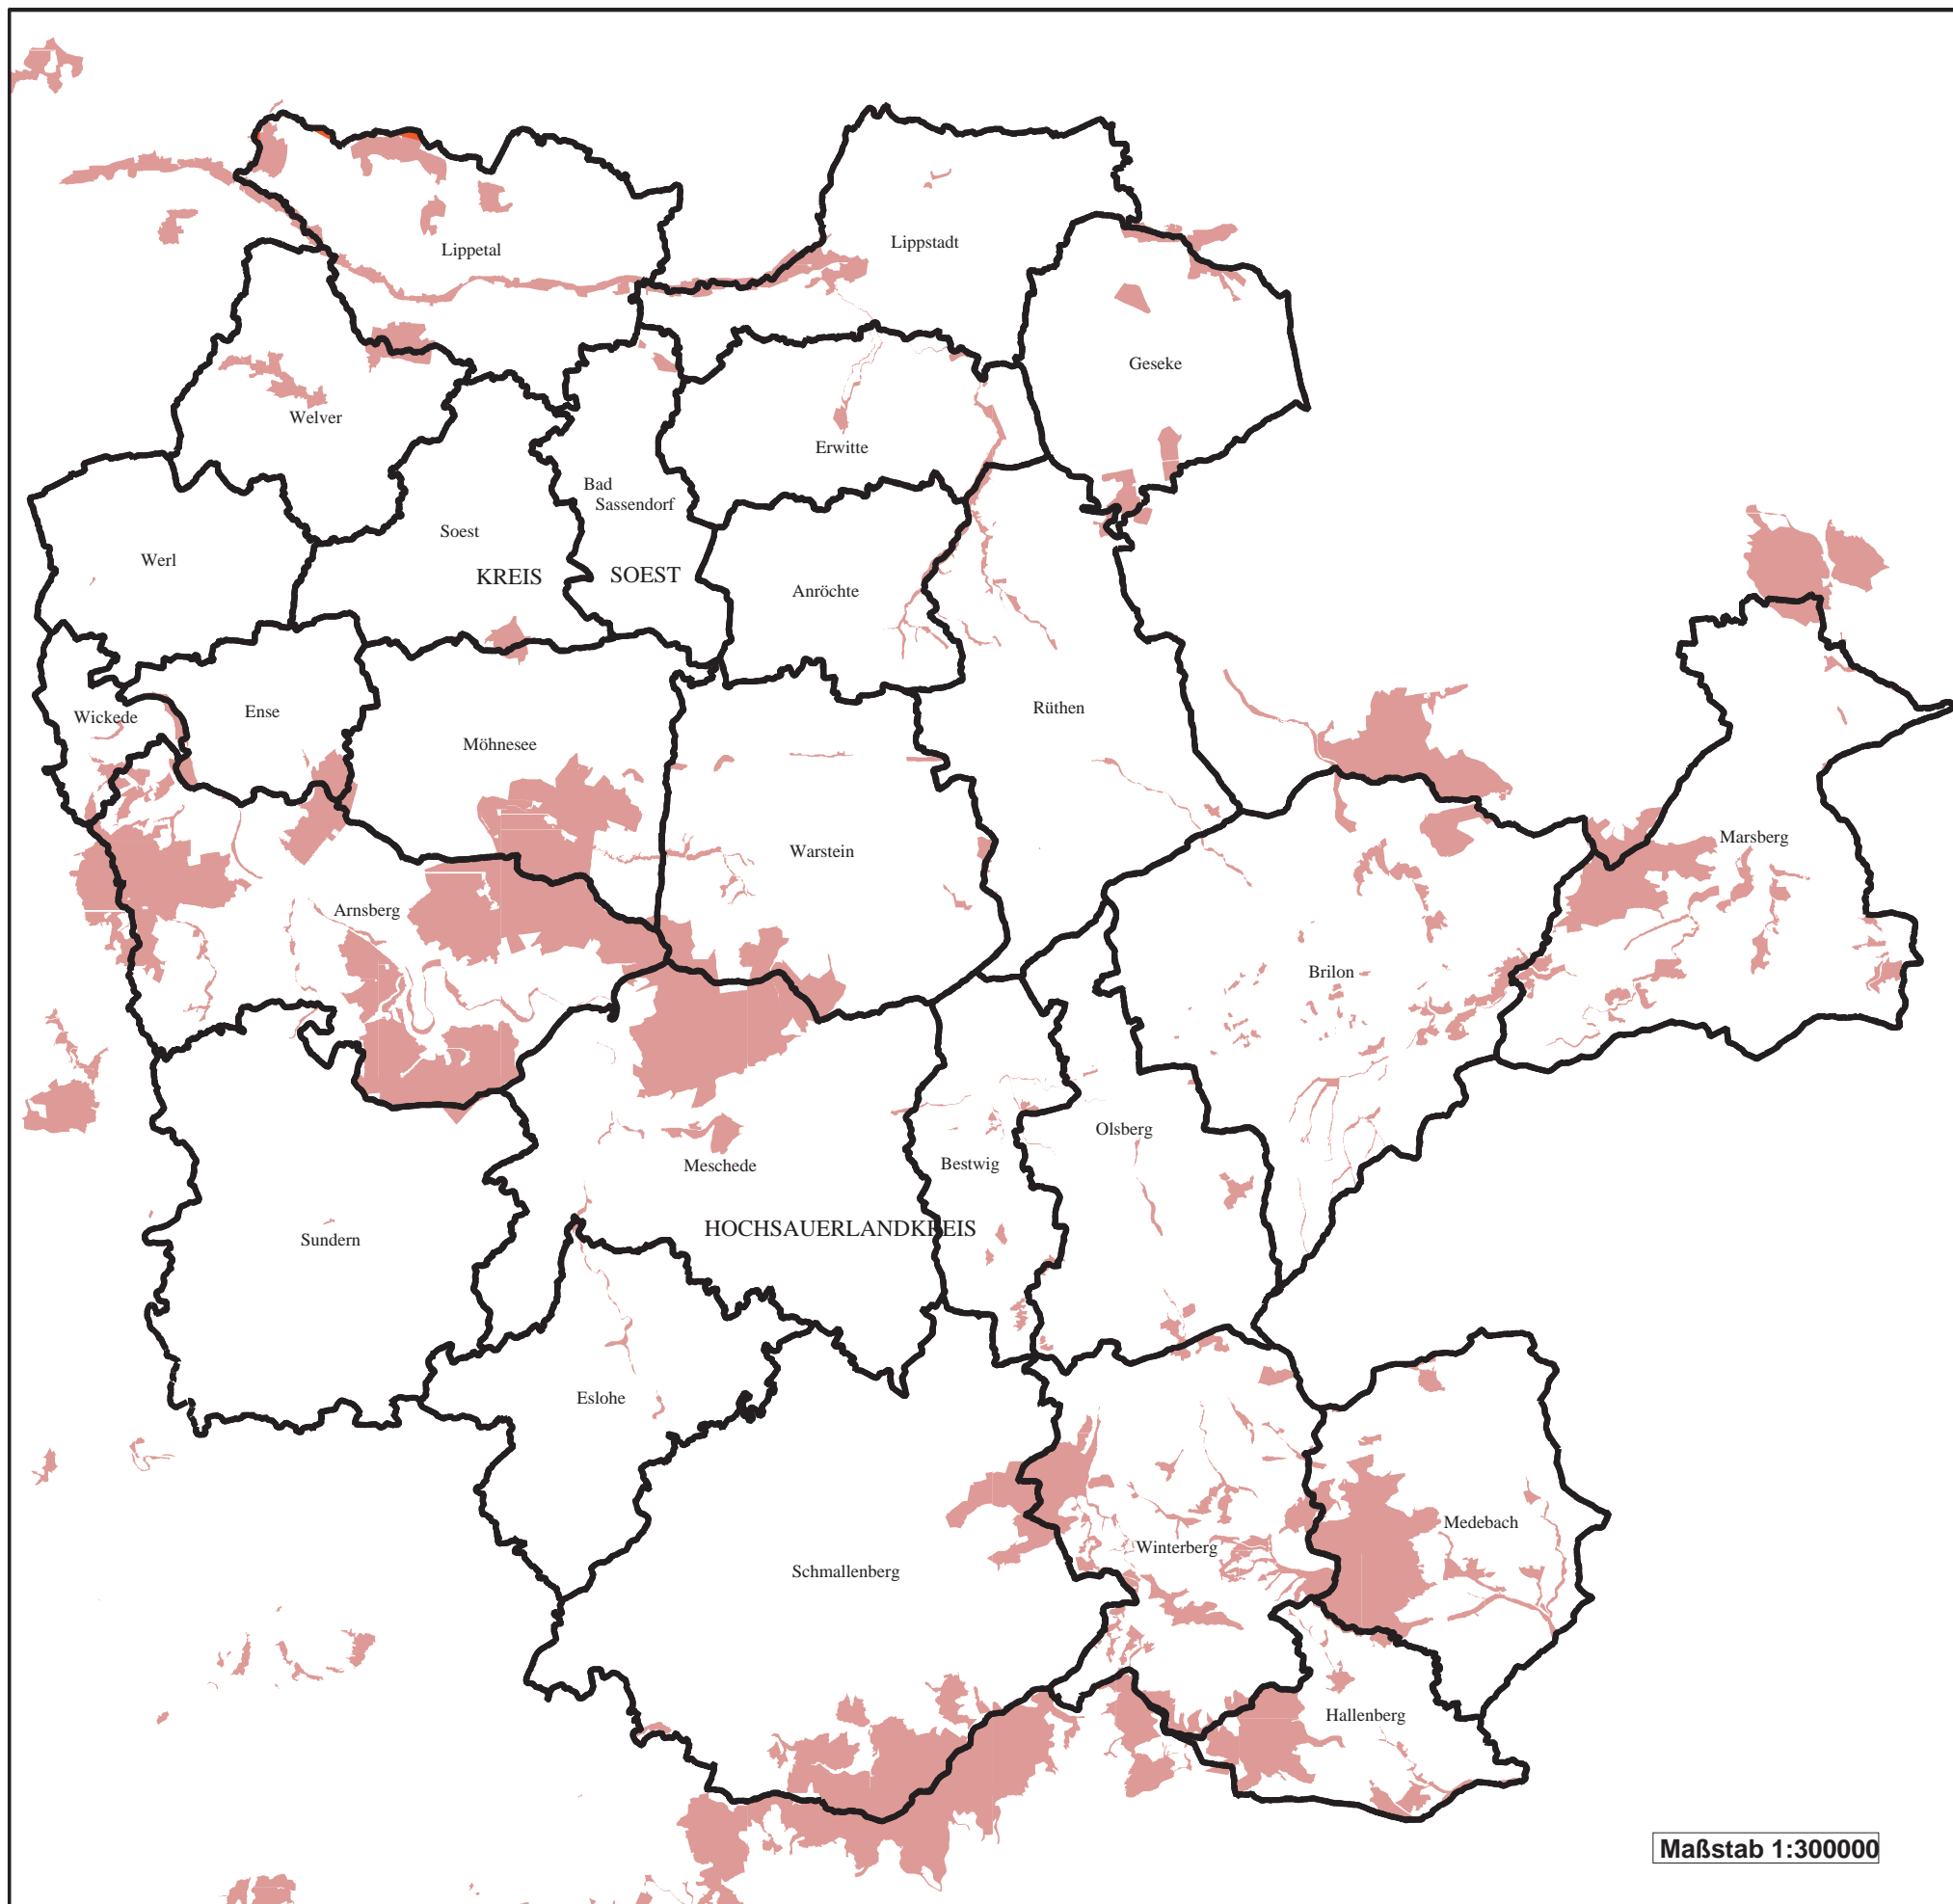 Lippetal
Lippstadt
Geseke
Welver
Erwitte
Bad
Sassendorf
Soest
Werl
KREIS
SOEST
Anröchte
Wickede
Ense
Möhnesee
Rüthen
Warstein
Marsberg
Arnsberg
Brilon
Olsberg
Meschede
Bestwig
HOCHSAUERLANDKREIS
Sundern
Eslohe
Medebach
Winterberg
Schmallenberg
Hallenberg
Maßstab 1:300000